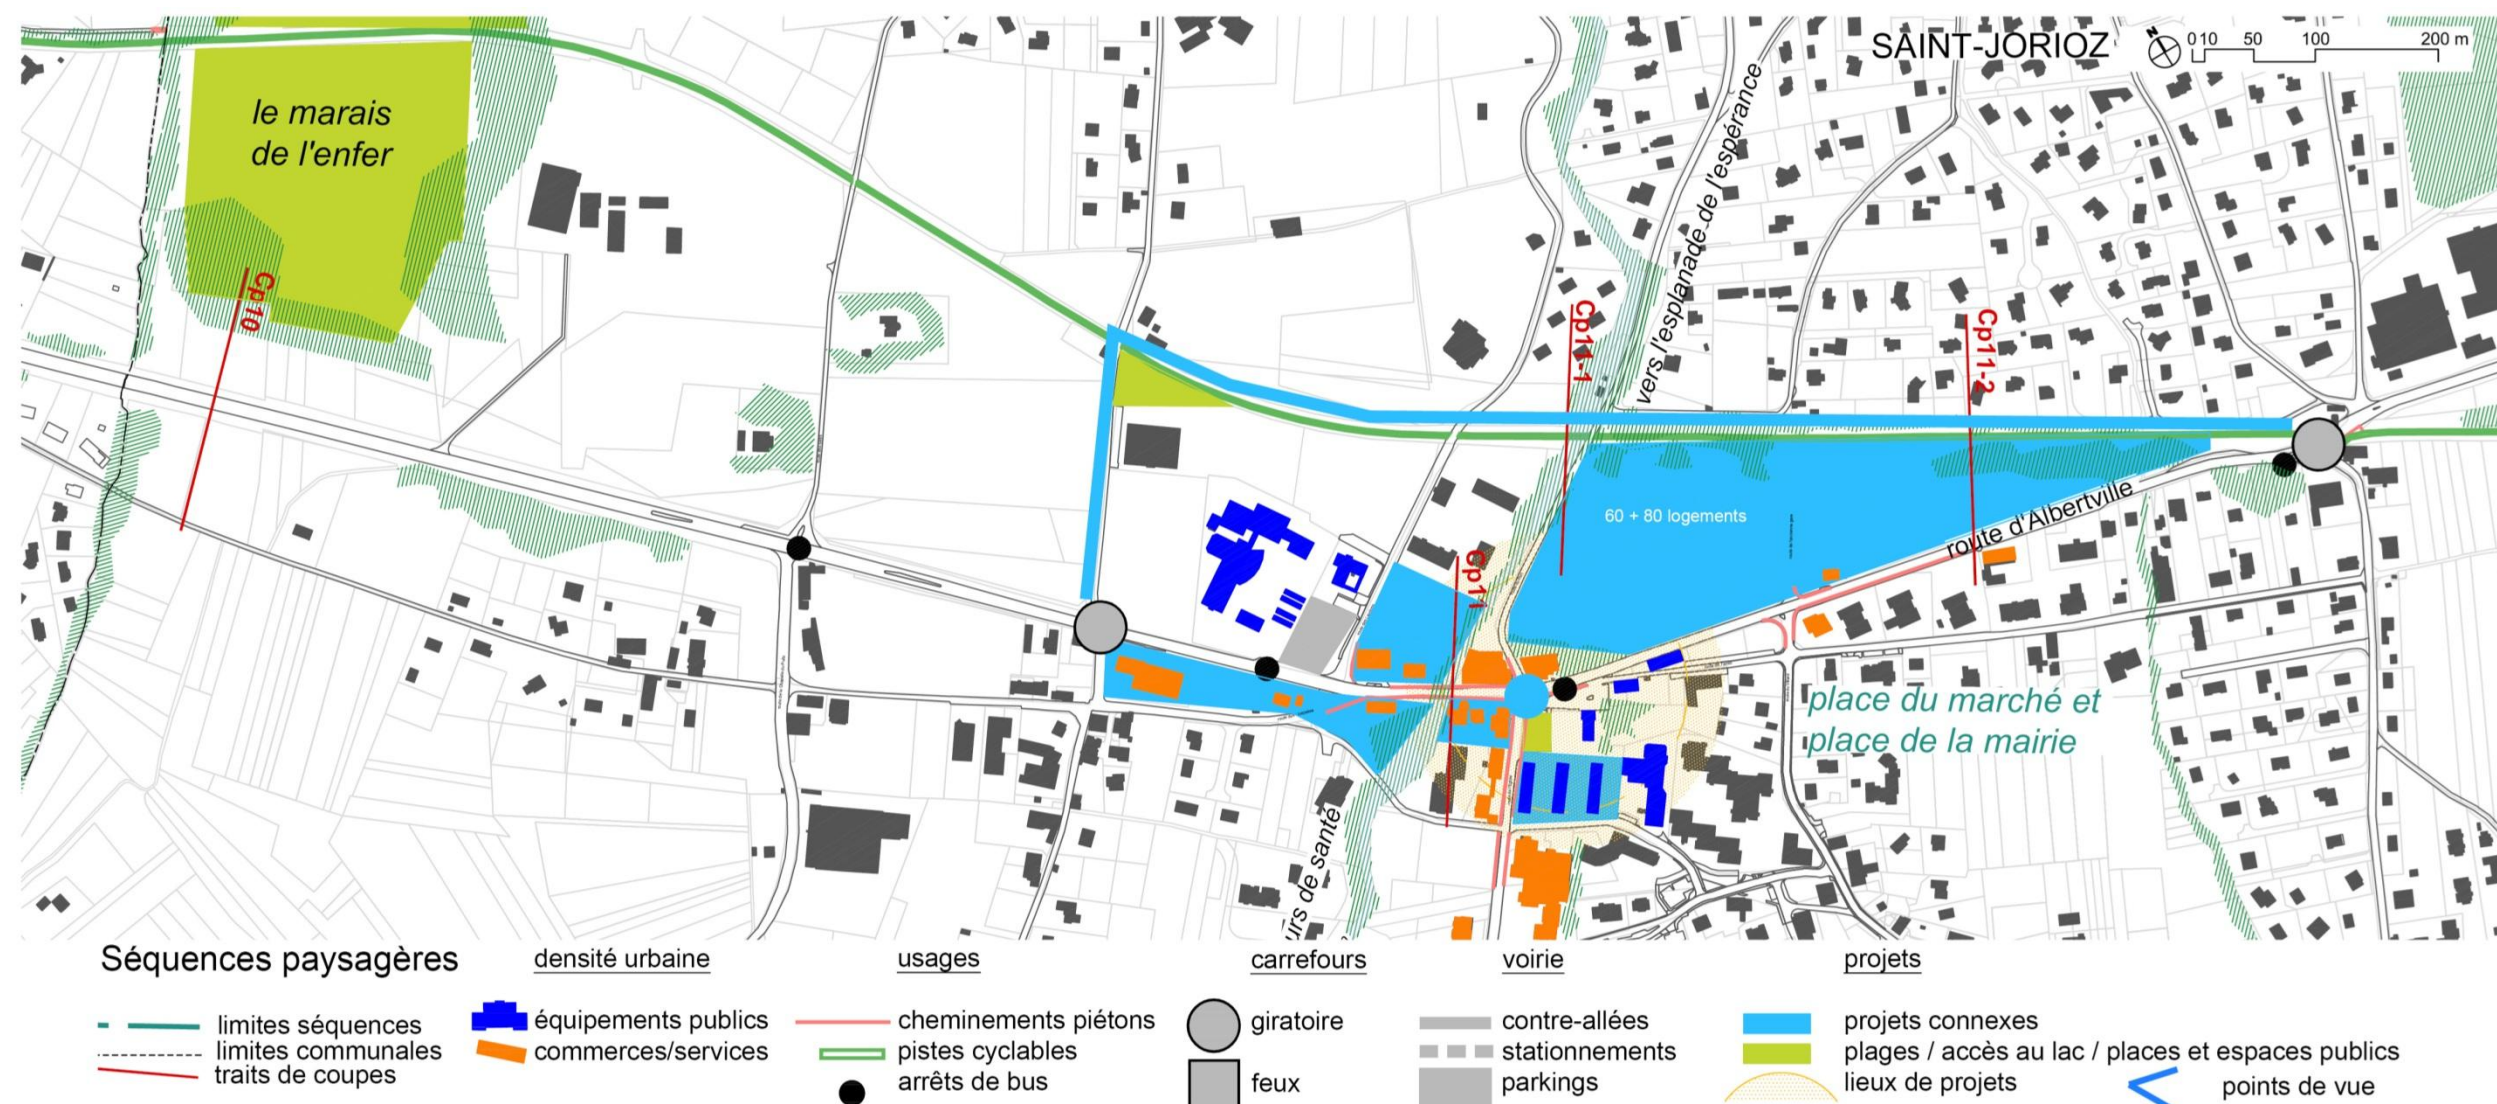 SAINT-JORIOZ
N
0 10 50 100 200 m
le marais
de l'enfer
vers l'esplanade de l'espérance
Cp10
Cp11-1
Cp11-2
60 + 80 logements
route d'Albertville
Cp11
place du marché et
place de la mairie
urs de santé
Séquences paysagères
densité urbaine
usages
carrefours
voirie
projets
limites séquences
équipements publics
cheminements piétons
giratoire
contre-allées
projets connexes
limites communales
commerces/services
pistes cyclables
stationnements
plages / accès au lac / places et espaces publics
traits de coupes
arrêts de bus
feux
parkings
lieux de projets
points de vue